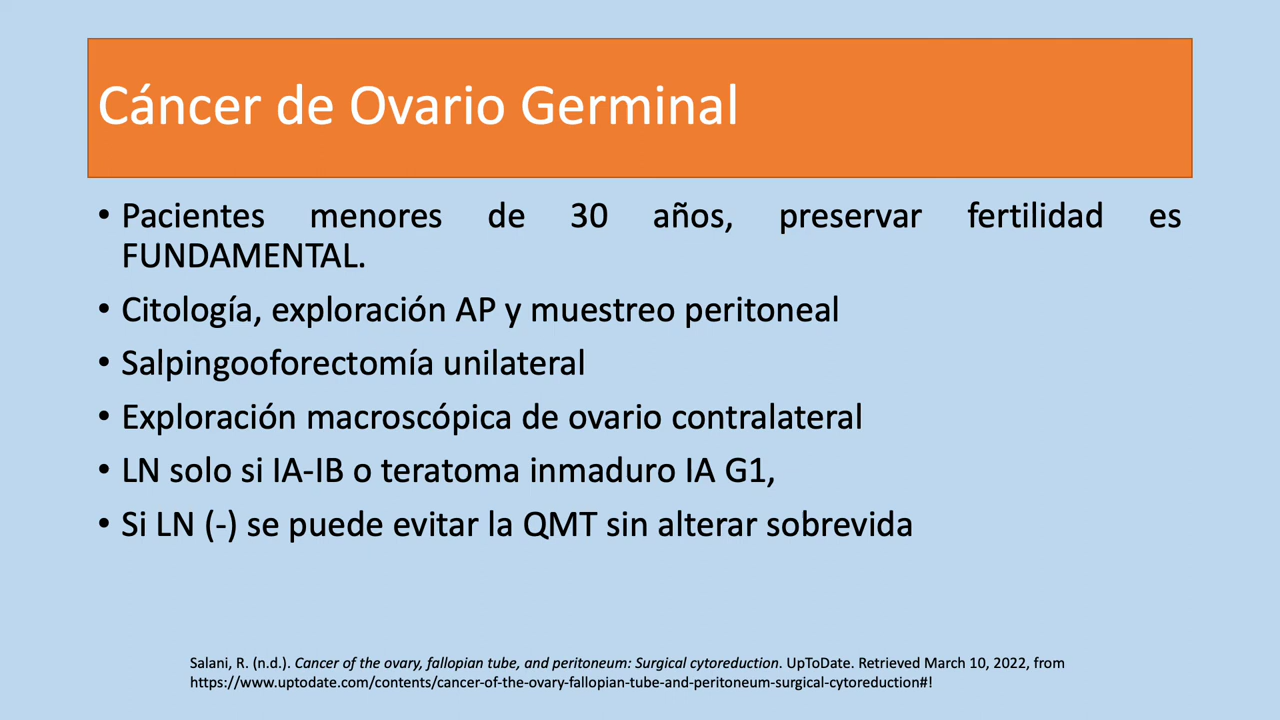 Cáncer de Ovario Germinal
• Pacientes menores de 30 años, preservar fertilidad es
FUNDAMENTAL.
• Citología, exploración AP y muestreo peritoneal
• Salpingooforectomía unilateral
• Exploración macroscópica de ovario contralateral
• LN solo si IA-IB o teratoma inmaduro IA G1,
• Si LN (-) se puede evitar la QMT sin alterar sobrevida
Salani, R. (n.d.). Cancer of the ovary, fallopian tube, and peritoneum: Surgical cytoreduction. UpToDate. Retrieved March 10, 2022, from
https://www.uptodate.com/contents/cancer-of-the-ovary-fallopian-tube-and-peritoneum-surgical-cytoreduction#!